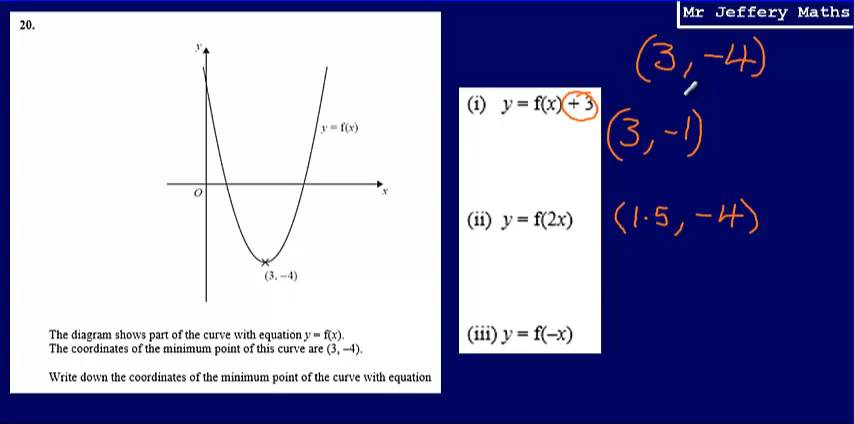 Mr Jeffery Maths
20.
y
y = f(x)
O
x
(3, −4)
The diagram shows part of the curve with equation y = f(x).
The coordinates of the minimum point of this curve are (3, −4).
Write down the coordinates of the minimum point of the curve with equation
(3, -4)
(i) y = f(x) + 3
(3, -1)
(ii) y = f(2x)
(1·5, -4)
(iii) y = f(−x)